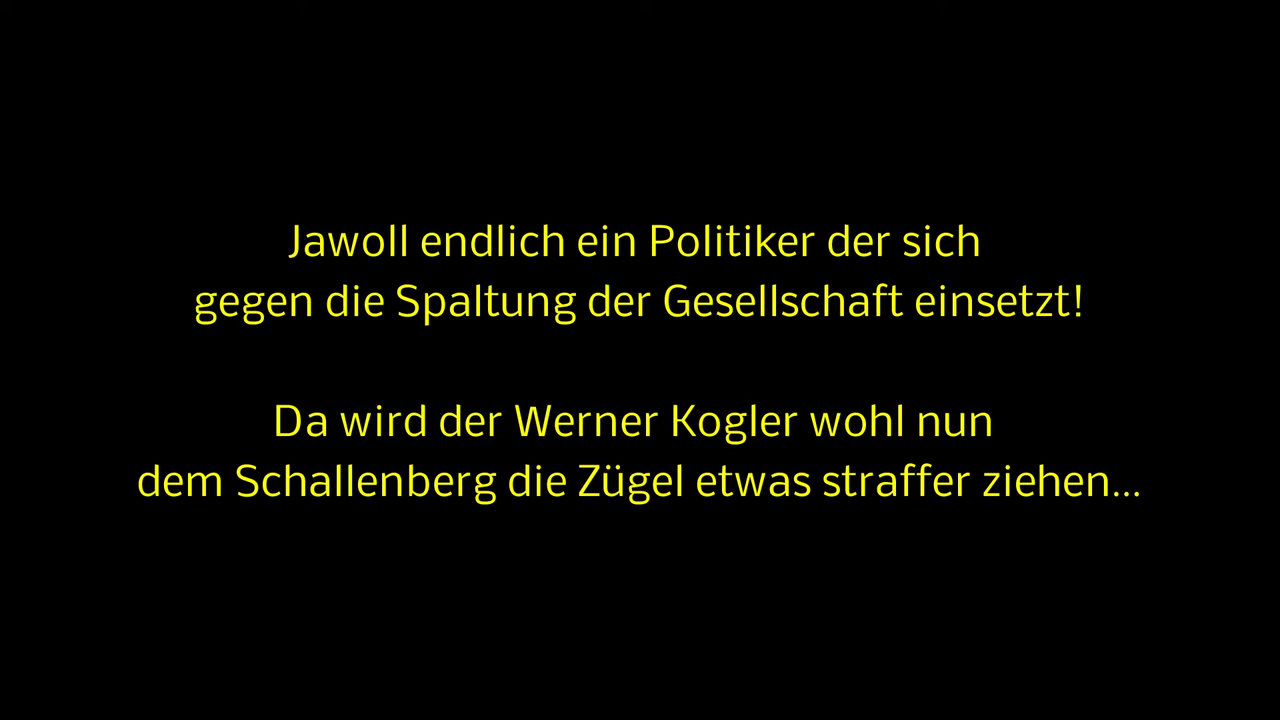 Jawoll endlich ein Politiker der sich
gegen die Spaltung der Gesellschaft einsetzt!
Da wird der Werner Kogler wohl nun
dem Schallenberg die Zügel etwas straffer ziehen...